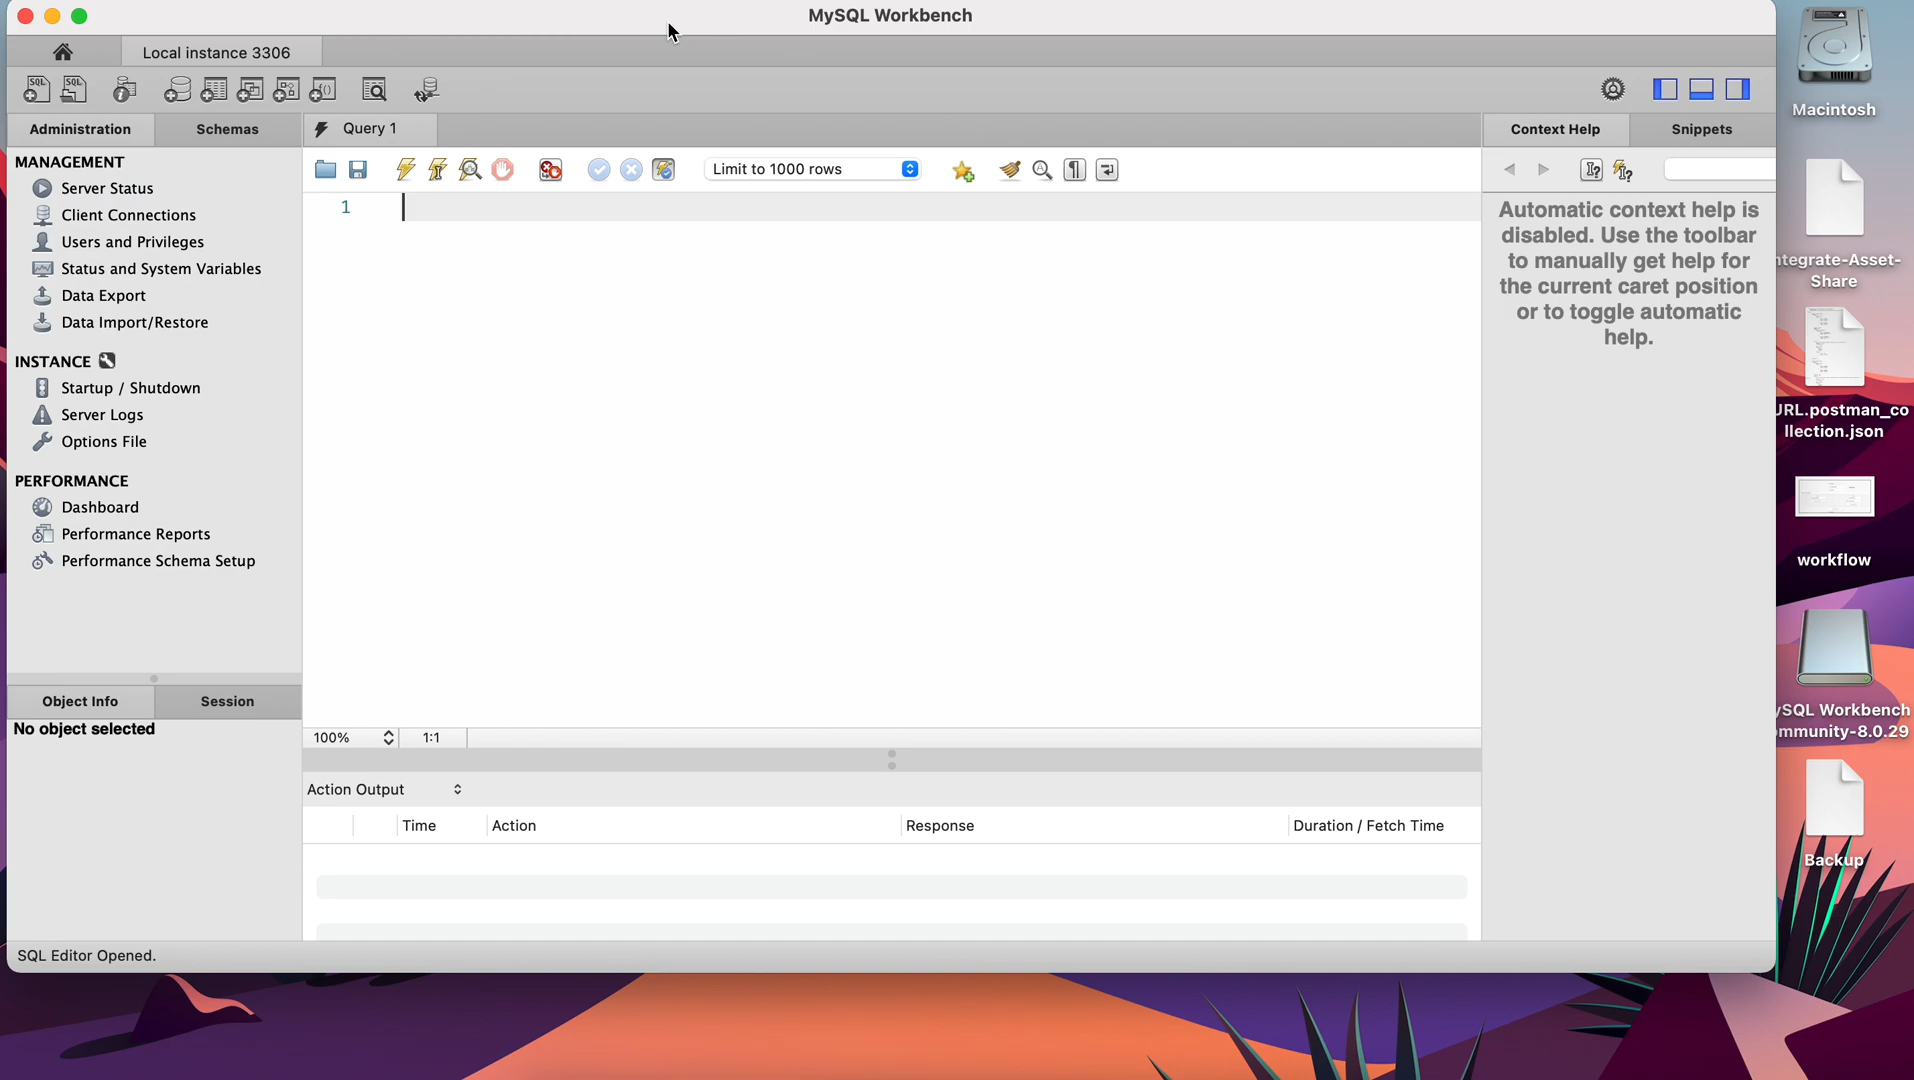 MySQL Workbench
Local instance 3306
SQL
SQL
Administration
Schemas
Query 1
Context Help
Snippets
MANAGEMENT
Server Status
Client Connections
Users and Privileges
Status and System Variables
Data Export
Data Import/Restore
INSTANCE
Startup / Shutdown
Server Logs
Options File
PERFORMANCE
Dashboard
Performance Reports
Performance Schema Setup
Limit to 1000 rows
1
Automatic context help is
disabled. Use the toolbar
to manually get help for
the current caret position
or to toggle automatic
help.
Object Info
Session
No object selected
100%
1:1
Action Output
Time
Action
Response
Duration / Fetch Time
SQL Editor Opened.
Macintosh
ntegrate-Asset-
Share
URL.postman_co
llection.json
workflow
ySQL Workbench
mmunity-8.0.29
Backup